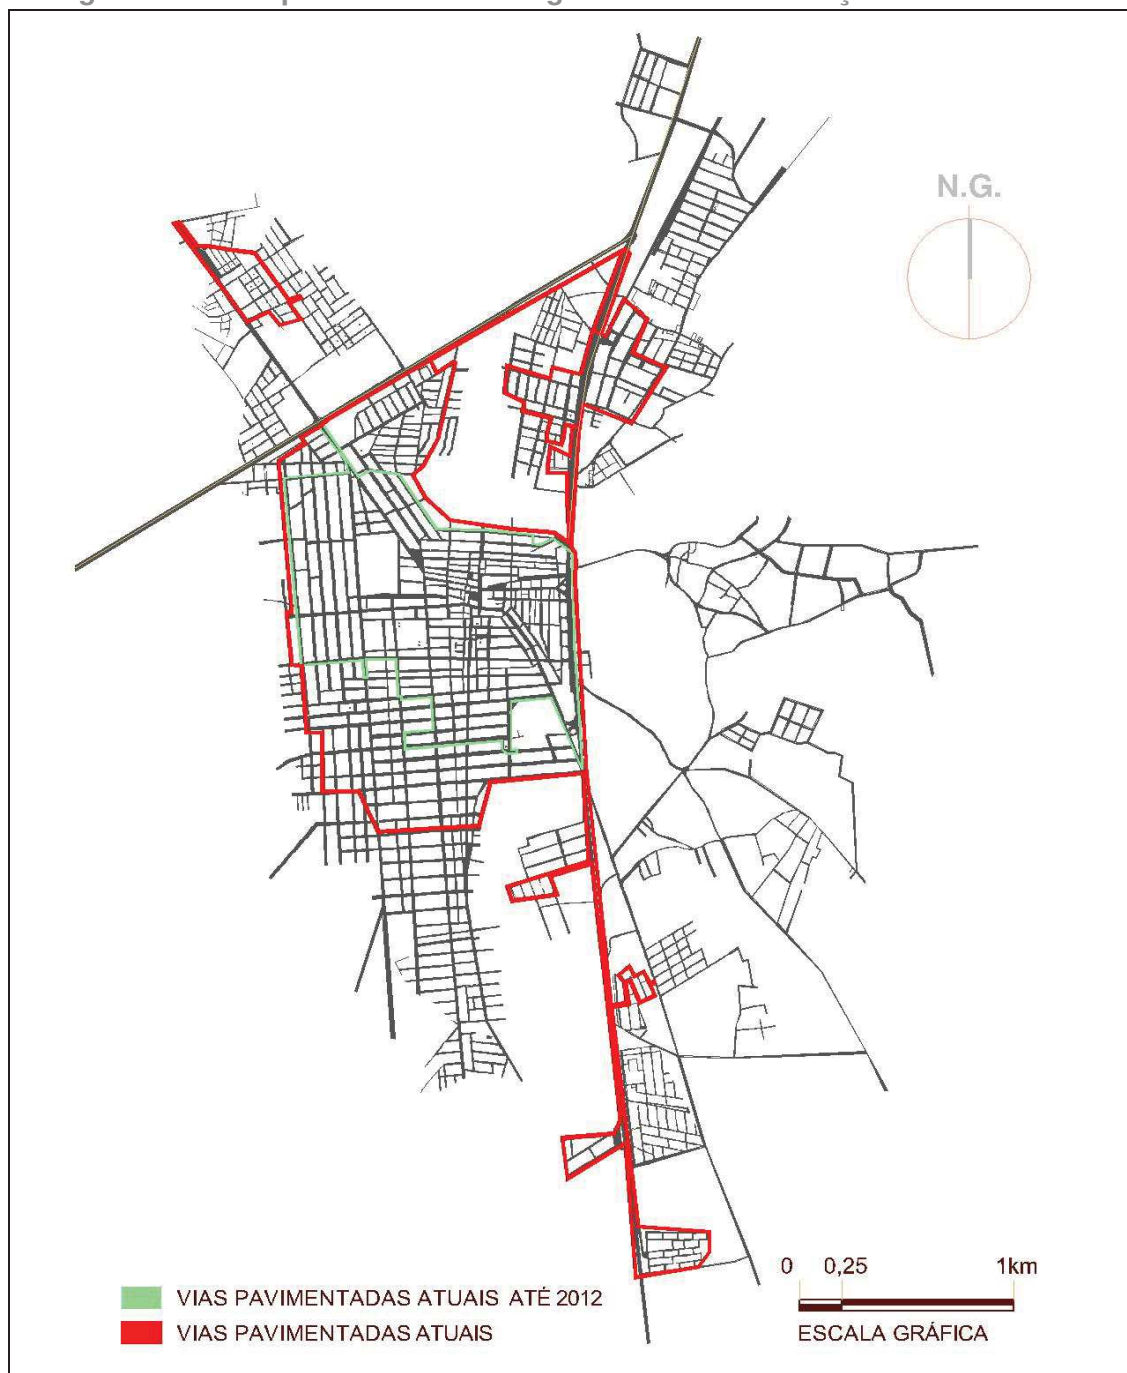 N.G.
0 0,25 1km
VIAS PAVIMENTADAS ATUAIS ATÉ 2012
VIAS PAVIMENTADAS ATUAIS
ESCALA GRÁFICA